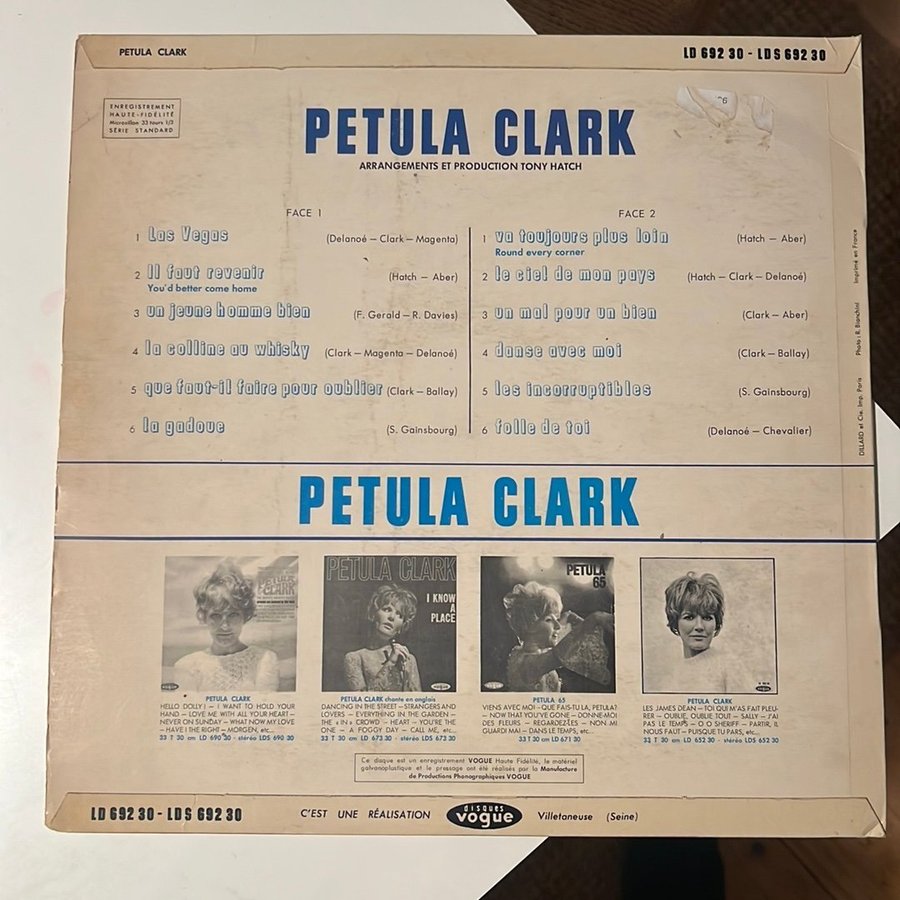 PETULA CLARK
LD 692 30 - LDS 692 30
ENREGISTREMENT
HAUTE-FIDÉLITÉ
Microsillon 33 tours 1/3
SÉRIE STANDARD
PETULA CLARK
ARRANGEMENTS ET PRODUCTION TONY HATCH
FACE 1
1 Las Vegas (Delanoé – Clark – Magenta)
2 Il faut revenir (Hatch – Aber)
You'd better come home
3 un jeune homme bien (F. Gerald – R. Davies)
4 la colline au whisky (Clark – Magenta – Delanoé)
5 que faut-il faire pour oublier (Clark – Ballay)
6 la gadoue (S. Gainsbourg)
FACE 2
1 va toujours plus loin (Hatch – Aber)
Round every corner
2 le ciel de mon pays (Hatch – Clark – Delanoé)
3 un mal pour un bien (Clark – Aber)
4 danse avec moi (Clark – Ballay)
5 les incorruptibles (S. Gainsbourg)
6 folle de toi (Delanoé – Chevalier)
DILLARD et Cie. Imp. Paris Photo : R. Bianchini Imprimé en France
PETULA CLARK
PETULA CLARK
I KNOW
A
PLACE
PETULA
65
PETULA CLARK
HELLO DOLLY ! – I WANT TO HOLD YOUR
HAND – LOVE ME WITH ALL YOUR HEART –
NEVER ON SUNDAY – WHAT NOW MY LOVE
– HAVE I THE RIGHT – MORGEN, etc...
33 T 30 cm LD 690 30 - stéréo LDS 690 30
PETULA CLARK chante en anglais
DANCING IN THE STREET – STRANGERS AND
LOVERS – EVERYTHING IN THE GARDEN –
THE « IN » CROWD – HEART – YOU'RE THE
ONE – A FOGGY DAY – CALL ME, etc...
33 T 30 cm LD 673 30 - stéréo LDS 673 30
PETULA 65
VIENS AVEC MOI - QUE FAIS-TU LA, PETULA?
– NOW THAT YOU'VE GONE – DONNE-MOI
DES FLEURS – REGARDEZ LES – NON MI
GUARDI MAI – DANS LE TEMPS, etc...
33 T 30 cm LD 671 30
PETULA CLARK
LES JAMES DEAN – TOI QUI M'AS FAIT PLEU-
RER – OUBLIE, OUBLIE TOUT – SALLY – J'AI
PAS LE TEMPS – O O SHERIFF – PARTIR, IL
NOUS FAUT – PUISQUE TU PARS, etc...
33 T 30 cm LD 652 30 - stéréo LDS 652 30
Ce disque est un enregistrement VOGUE Haute Fidélité, le matériel
galvanoplastique et le pressage ont été réalisés par la Manufacture
de Productions Phonographiques VOGUE
LD 692 30 - LDS 692 30
C'EST UNE RÉALISATION
disques
vogue
Villetaneuse (Seine)